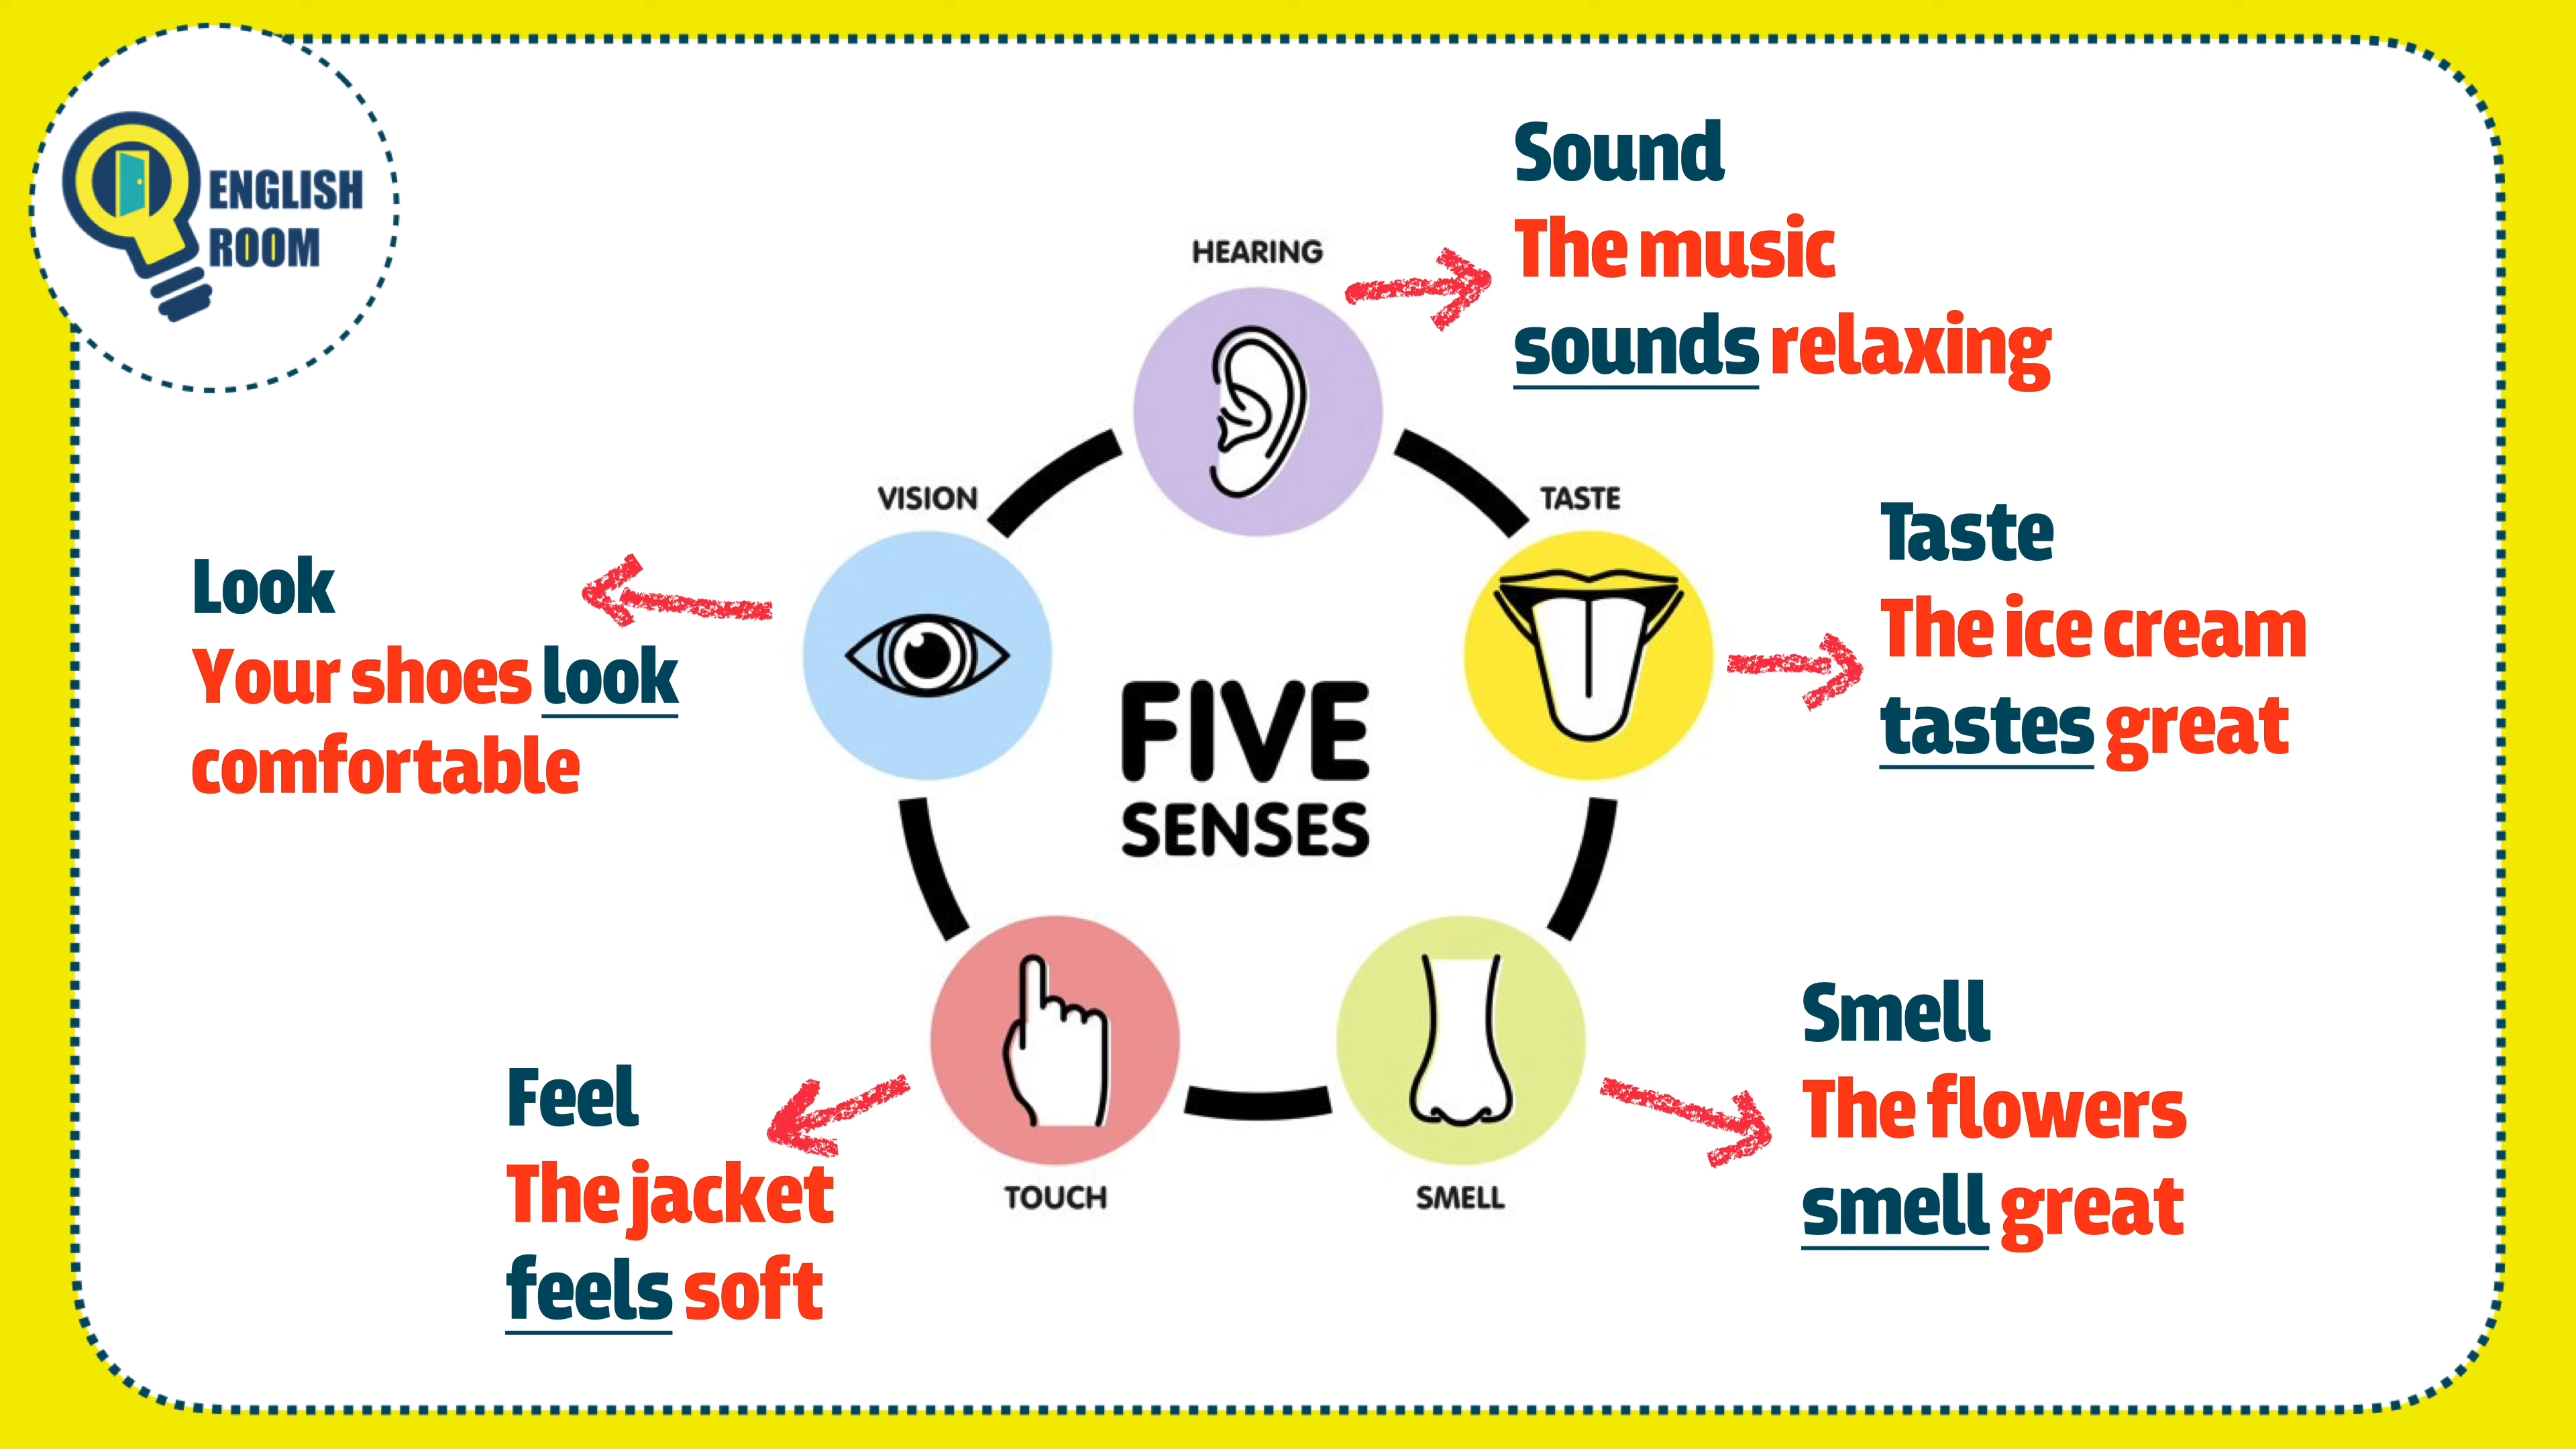 ENGLISH
ROOM
HEARING
Sound
The music
sounds relaxing
VISION
Look
Your shoes look
comfortable
TASTE
Taste
The ice cream
tastes great
FIVE
SENSES
TOUCH
Feel
The jacket
feels soft
SMELL
Smell
The flowers
smell great